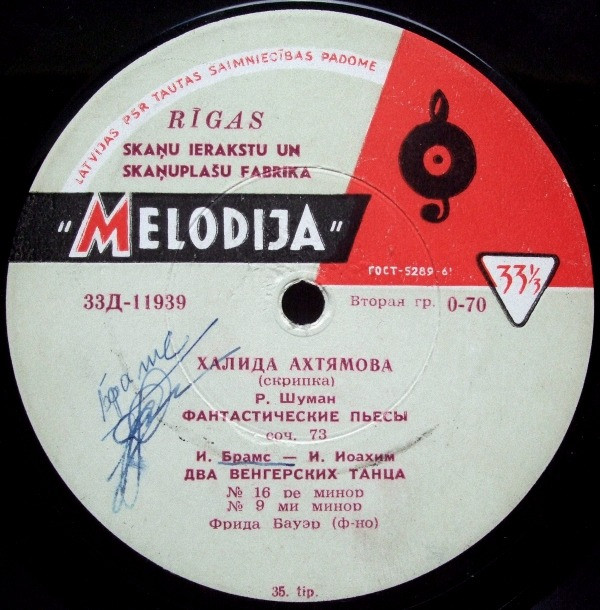 LATVIJAS PSR TAUTAS SAIMNIECĪBAS PADOME
RĪGAS
SKAŅU IERAKSTU UN
SKAŅUPLAŠU FABRIKA
"MELODIJA"
ГОСТ-5289-61
33⅓
33Д-11939
Вторая гр. 0-70
ХАЛИДА АХТЯМОВА
(скрипка)
Р. Шуман
ФАНТАСТИЧЕСКИЕ ПЬЕСЫ
соч. 73
И. Брамс — И. Иоахим
ДВА ВЕНГЕРСКИХ ТАНЦА
№ 16 ре минор
№ 9 ми минор
Фрида Бауэр (ф-но)
35. tip.